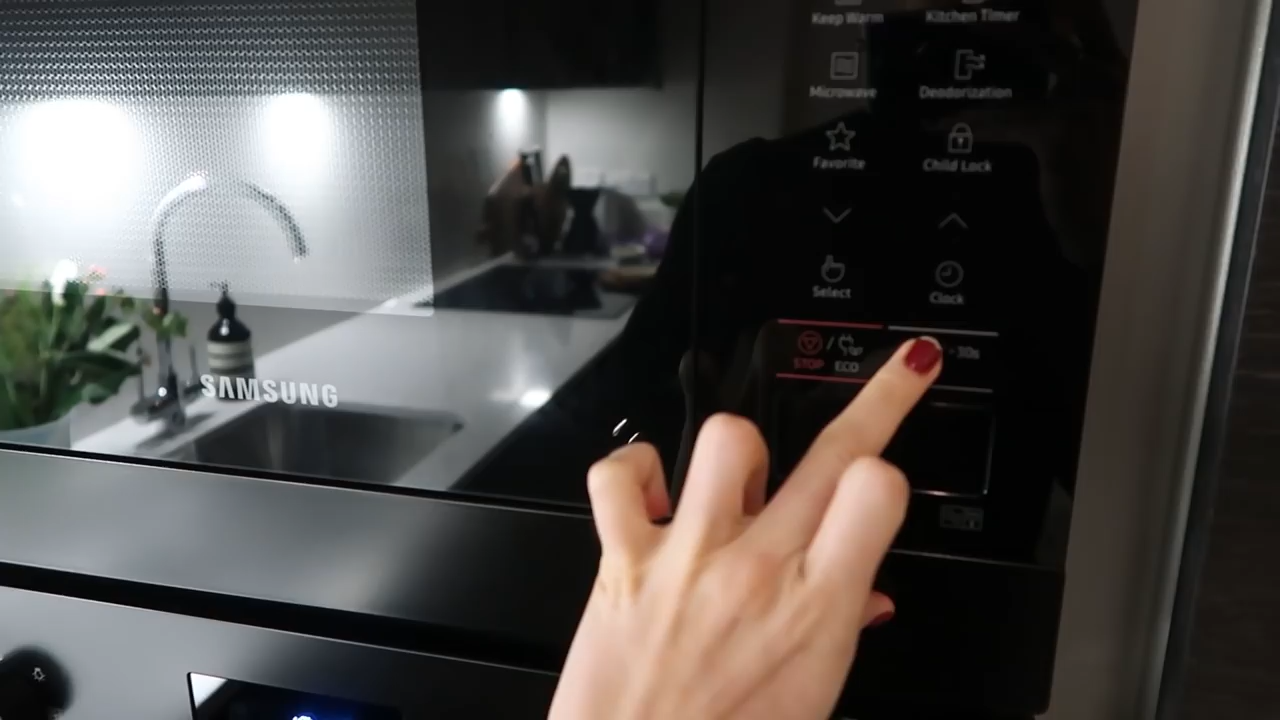 Keep Warm
Kitchen Timer
Microwave
Deodorization
Favorite
Child Lock
Select
Clock
STOP
ECO
30s
SAMSUNG